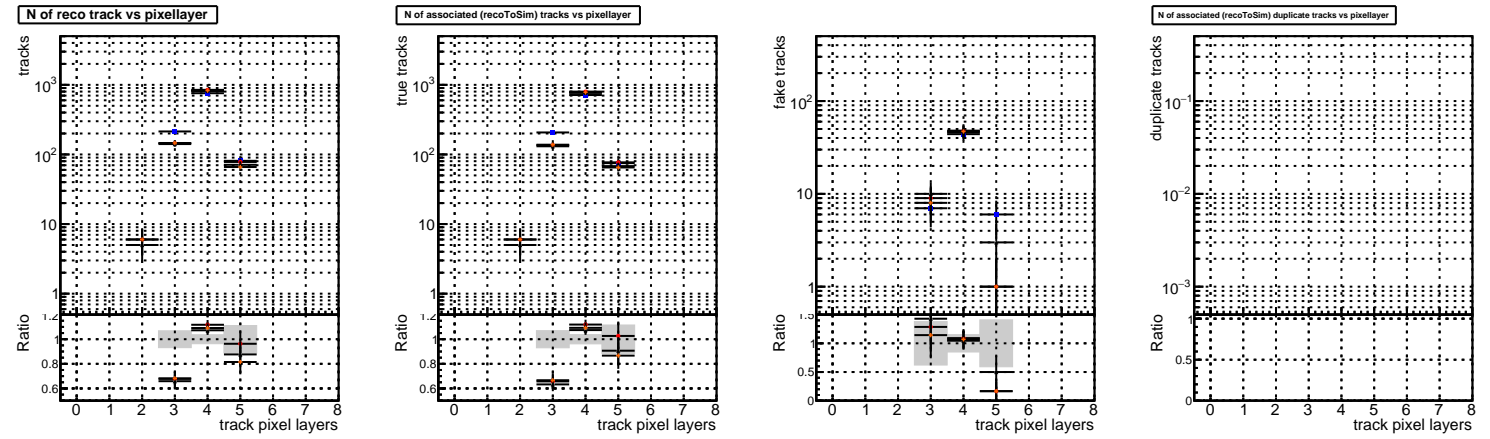 N of reco track vs pixellayer
tracks
10³
10²
10
1
Ratio
1.2
1
0.8
0.6
0 1 2 3 4 5 6 7 8
track pixel layers
N of associated (recoToSim) tracks vs pixellayer
true tracks
10³
10²
10
1
Ratio
1.2
1
0.8
0.6
0 1 2 3 4 5 6 7 8
track pixel layers
fake tracks
10²
10
1
Ratio
1.5
1
0.5
0
0 1 2 3 4 5 6 7 8
track pixel layers
N of associated (recoToSim) duplicate tracks vs pixellayer
duplicate tracks
10⁻¹
10⁻²
10⁻³
Ratio
1
0.5
0
0 1 2 3 4 5 6 7 8
track pixel layers